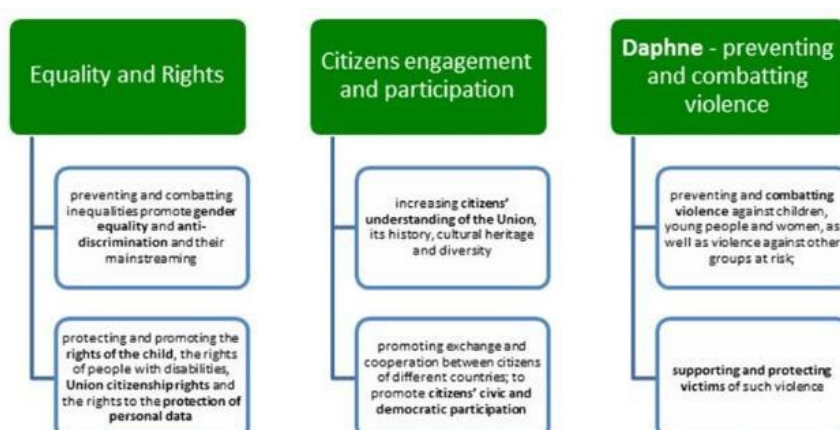 Equality and Rights
preventing and combatting
inequalities promote gender
equality and anti-
discrimination and their
mainstreaming
protecting and promoting the
rights of the child, the rights
of people with disabilities,
Union citizenship rights and
the rights to the protection of
personal data
Citizens engagement
and participation
increasing citizens'
understanding of the Union,
its history, cultural heritage
and diversity
promoting exchange and
cooperation between citizens
of different countries; to
promote citizens' civic and
democratic participation
Daphne - preventing
and combatting
violence
preventing and combatting
violence against children,
young people and women, as
well as violence against other
groups at risk;
supporting and protecting
victims of such violence